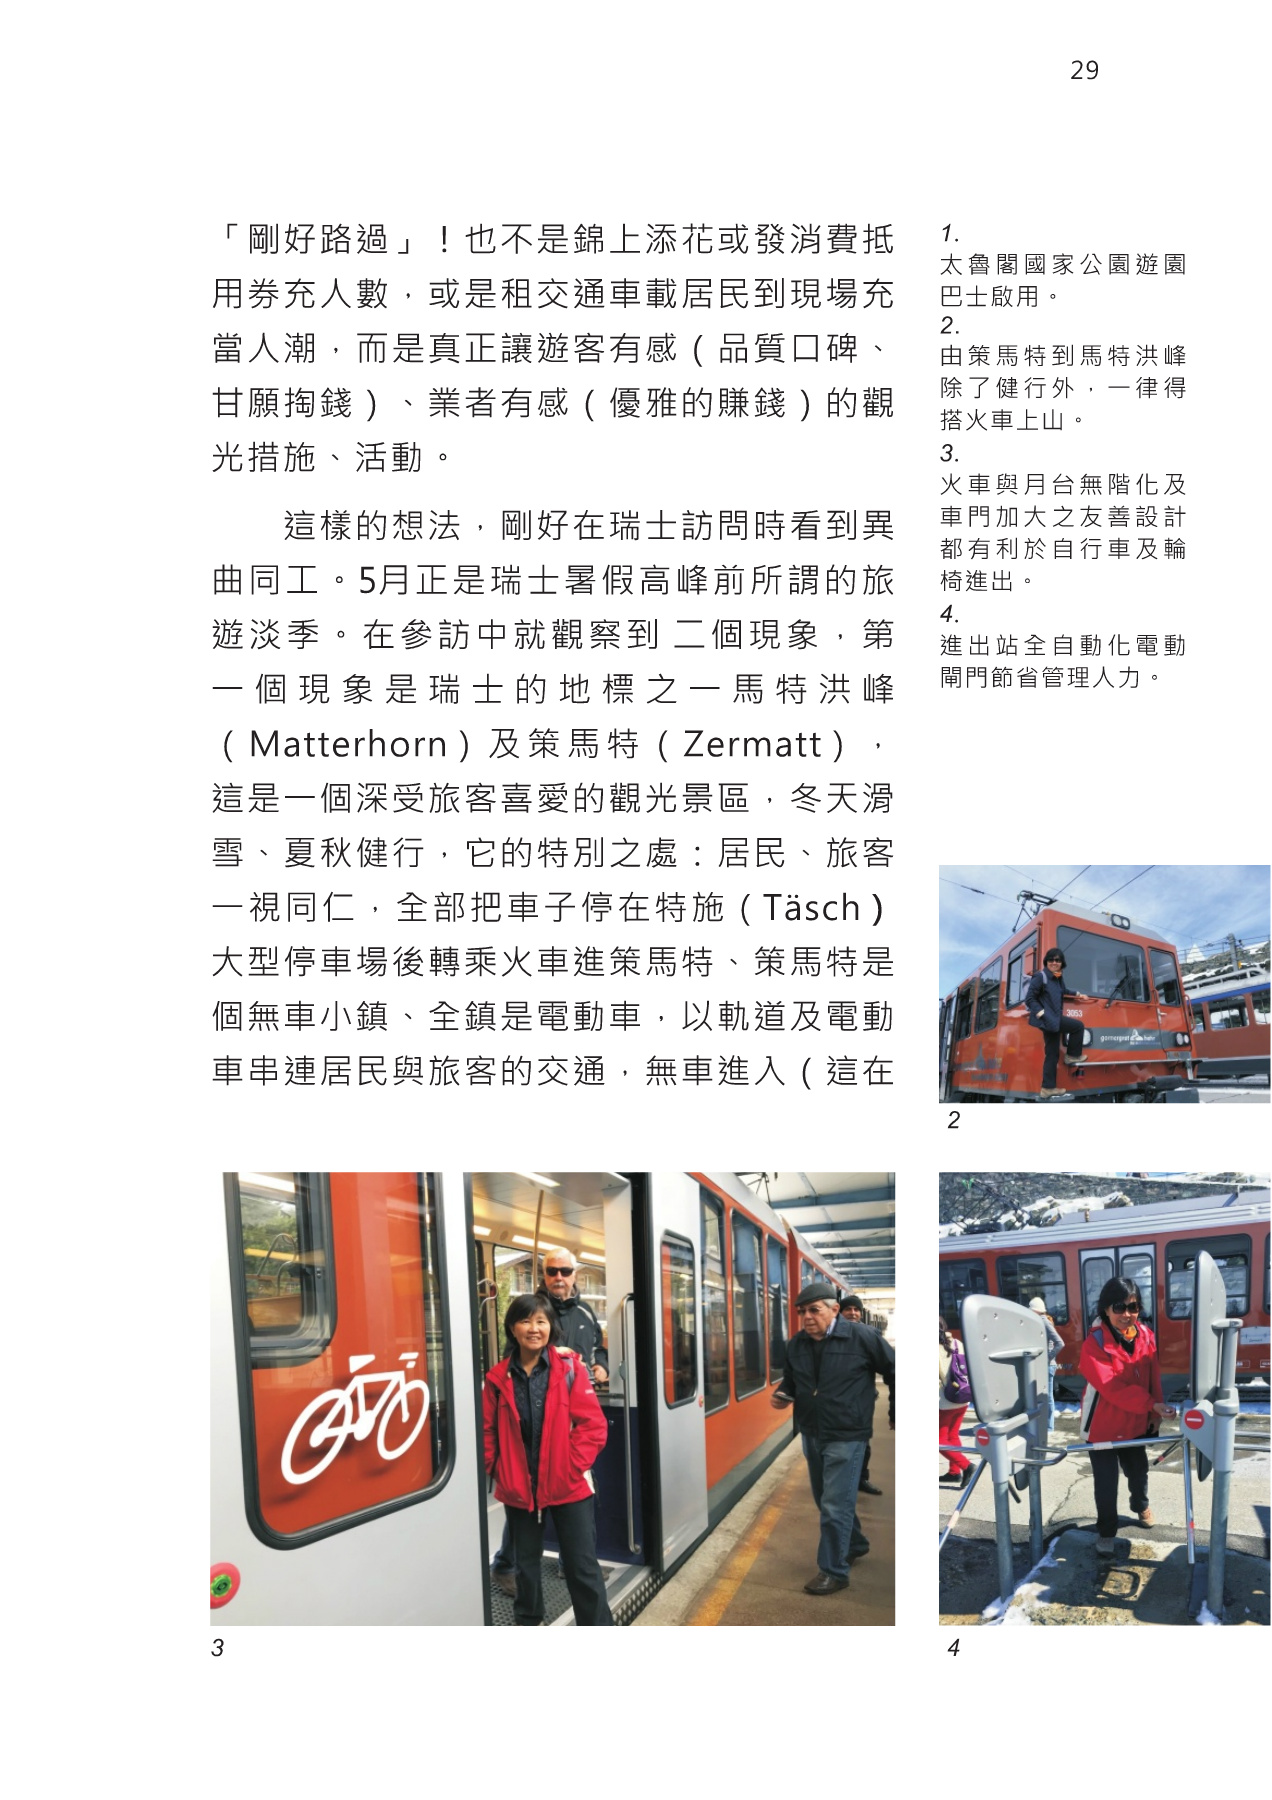 29
「剛好路過」！也不是錦上添花或發消費抵
用券充人數，或是租交通車載居民到現場充
當人潮，而是真正讓遊客有感（品質口碑、
甘願掏錢）、業者有感（優雅的賺錢）的觀
光措施、活動。
這樣的想法，剛好在瑞士訪問時看到異
曲同工。5月正是瑞士暑假高峰前所謂的旅
遊淡季。在參訪中就觀察到 二個現象，第
一個現象是瑞士的地標之一馬特洪峰
（Matterhorn）及策馬特（Zermatt），
這是一個深受旅客喜愛的觀光景區，冬天滑
雪、夏秋健行，它的特別之處：居民、旅客
一視同仁，全部把車子停在特施（Täsch）
大型停車場後轉乘火車進策馬特、策馬特是
個無車小鎮、全鎮是電動車，以軌道及電動
車串連居民與旅客的交通，無車進入（這在
1.
太魯閣國家公園遊園
巴士啟用。
2.
由策馬特到馬特洪峰
除了健行外，一律得
搭火車上山。
3.
火車與月台無階化及
車門加大之友善設計
都有利於自行車及輪
椅進出。
4.
進出站全自動化電動
閘門節省管理人力。
3053
gornergrat bahn
2
3
4